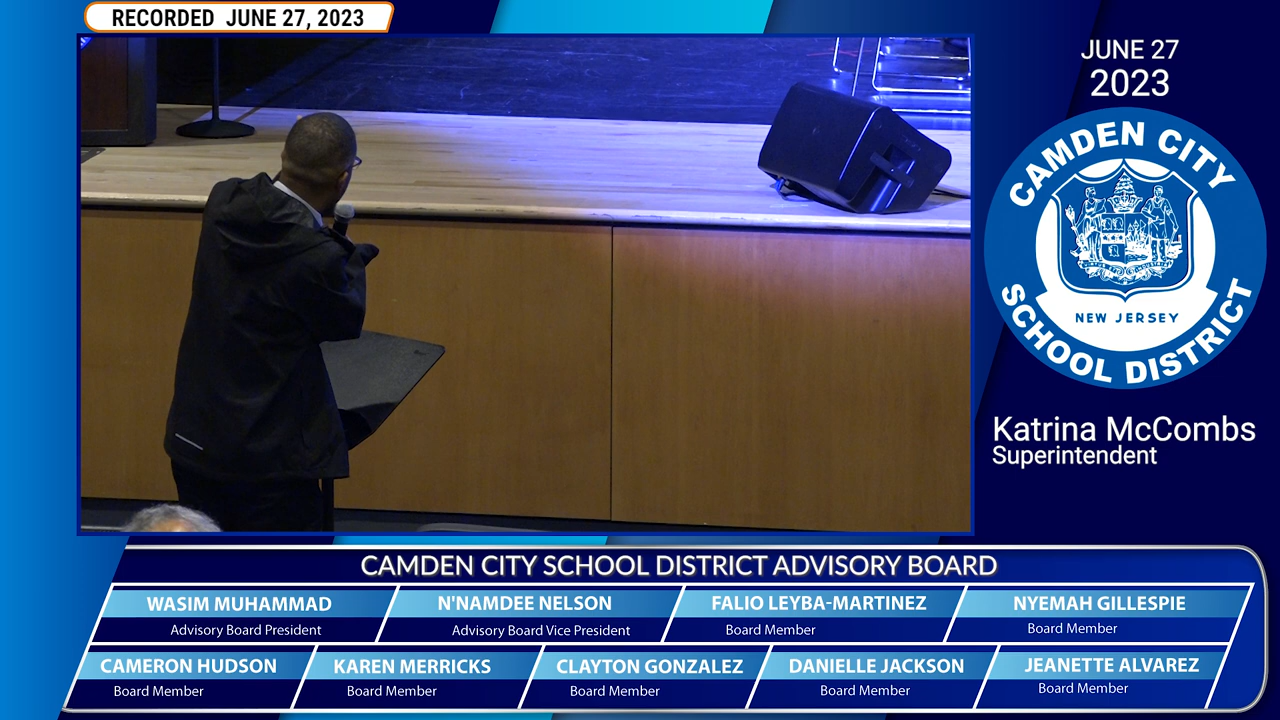 RECORDED JUNE 27, 2023
JUNE 27
2023
CAMDEN CITY
NEW JERSEY
SCHOOL DISTRICT
Katrina McCombs
Superintendent
CAMDEN CITY SCHOOL DISTRICT ADVISORY BOARD
WASIM MUHAMMAD N'NAMDEE NELSON FALIO LEYBA-MARTINEZ NYEMAH GILLESPIE
Advisory Board President Advisory Board Vice President Board Member Board Member
CAMERON HUDSON KAREN MERRICKS CLAYTON GONZALEZ DANIELLE JACKSON JEANETTE ALVAREZ
Board Member Board Member Board Member Board Member Board Member